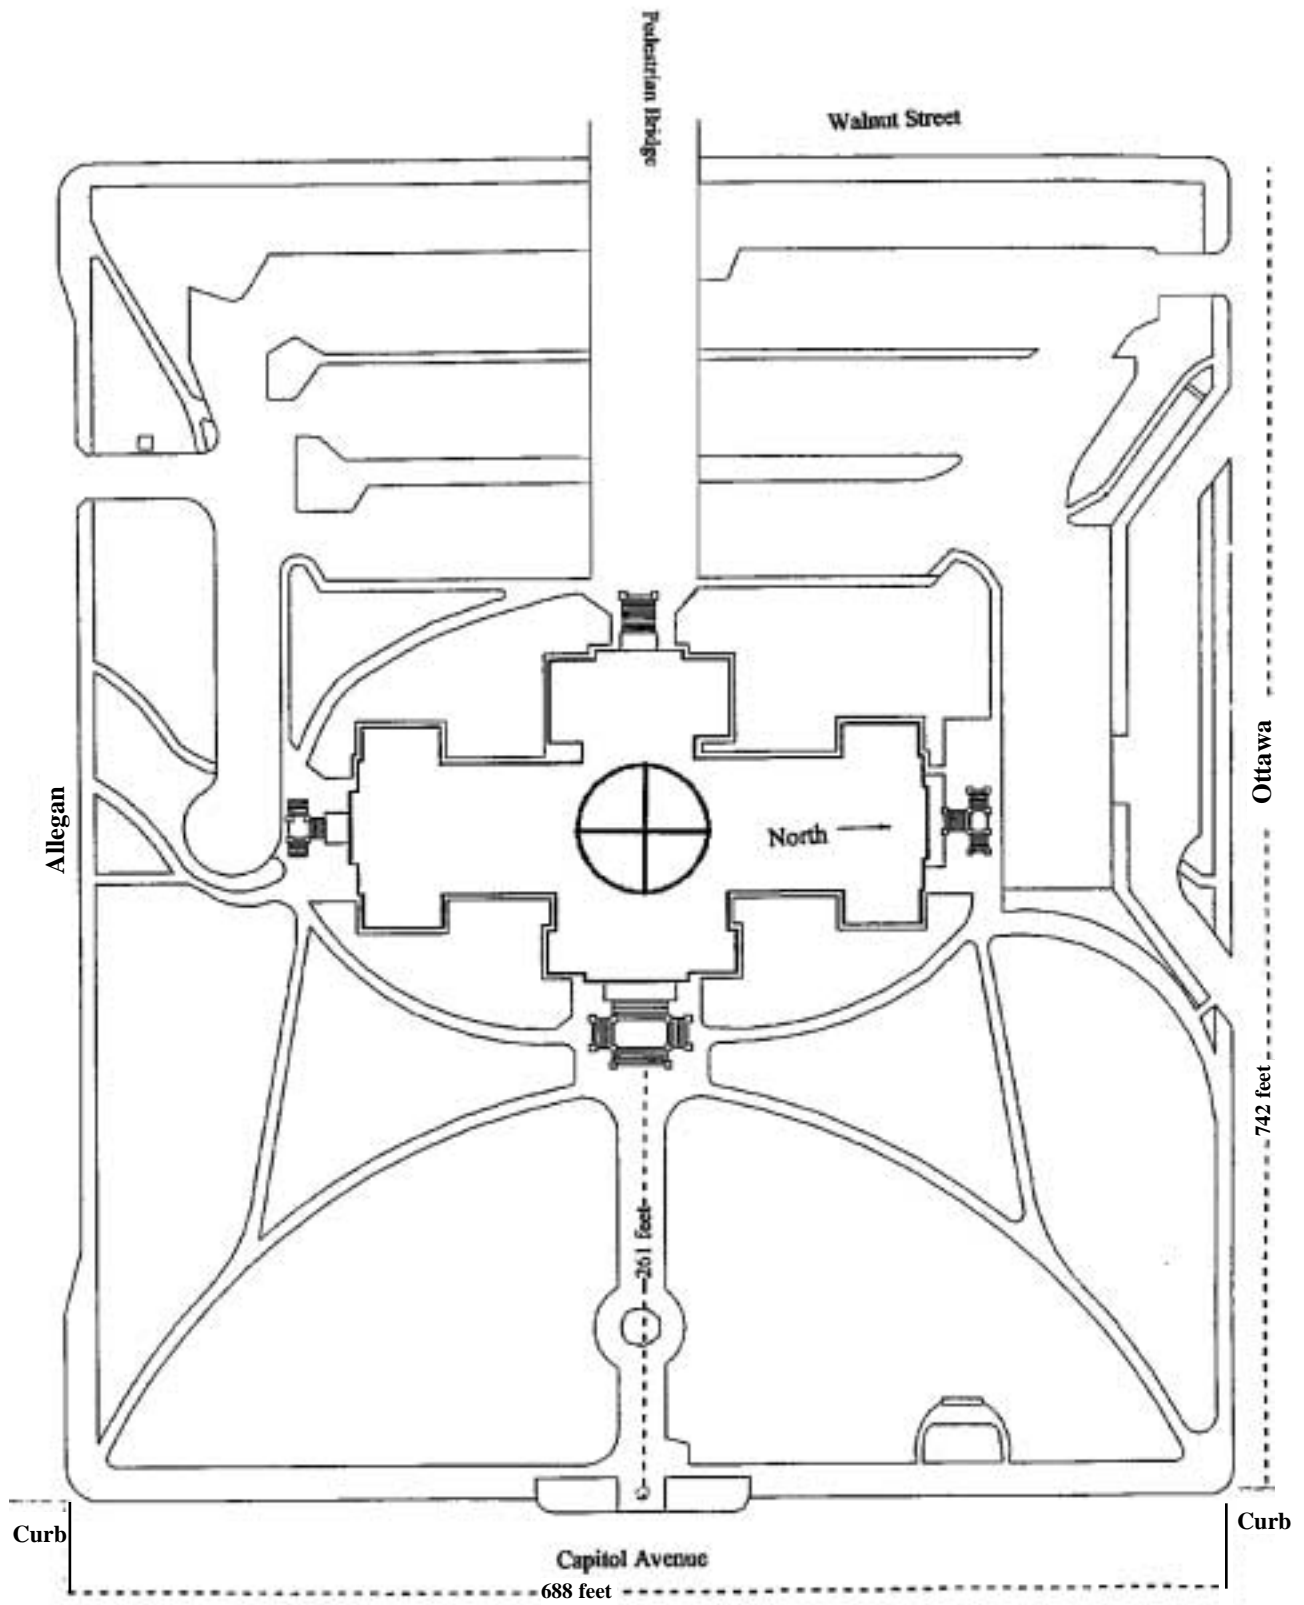 Pedestrian Bridge
Walnut Street
Allegan
North
Ottawa
742 feet
261 feet
Curb
Curb
Capitol Avenue
688 feet